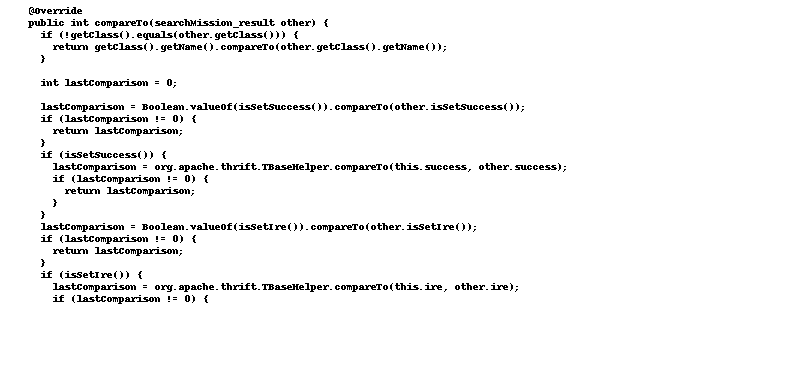 @Override
public int compareTo(searchMission_result other) {
if (!getClass().equals(other.getClass())) {
return getClass().getName().compareTo(other.getClass().getName());
}
int lastComparison = 0;
lastComparison = Boolean.valueOf(isSetSuccess()).compareTo(other.isSetSuccess());
if (lastComparison != 0) {
return lastComparison;
}
if (isSetSuccess()) {
lastComparison = org.apache.thrift.TBaseHelper.compareTo(this.success, other.success);
if (lastComparison != 0) {
return lastComparison;
}
}
lastComparison = Boolean.valueOf(isSetIre()).compareTo(other.isSetIre());
if (lastComparison != 0) {
return lastComparison;
}
if (isSetIre()) {
lastComparison = org.apache.thrift.TBaseHelper.compareTo(this.ire, other.ire);
if (lastComparison != 0) {